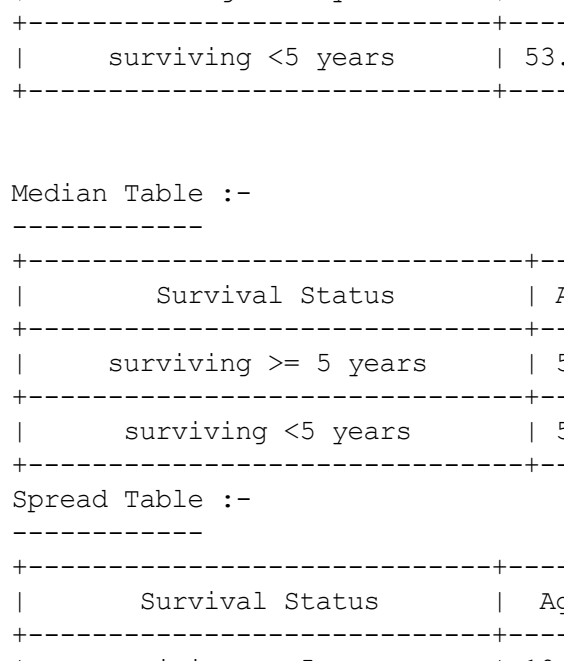 +-----------------------------+----
| surviving <5 years | 53.
+-----------------------------+----
Median Table :-
------------
+-------------------------------+--
| Survival Status | A
+-------------------------------+--
| surviving >= 5 years | 5
+-------------------------------+--
| surviving <5 years | 5
+-------------------------------+--
Spread Table :-
------------
+-----------------------------+----
| Survival Status | Ag
+-----------------------------+----